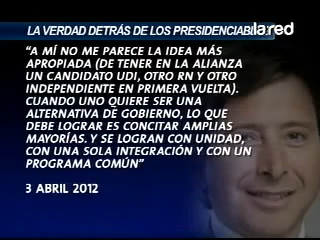 LA VERDAD DETRÁS DE LOS PRESIDENCIABL
la red
"A MÍ NO ME PARECE LA IDEA MÁS
APROPIADA (DE TENER EN LA ALIANZA
UN CANDIDATO UDI, OTRO RN Y OTRO
INDEPENDIENTE EN PRIMERA VUELTA).
CUANDO UNO QUIERE SER UNA
ALTERNATIVA DE GOBIERNO, LO QUE
DEBE LOGRAR ES CONCITAR AMPLIAS
MAYORÍAS. Y SE LOGRAN CON UNIDAD,
CON UNA SOLA INTEGRACIÓN Y CON UN
PROGRAMA COMÚN"
3 ABRIL 2012